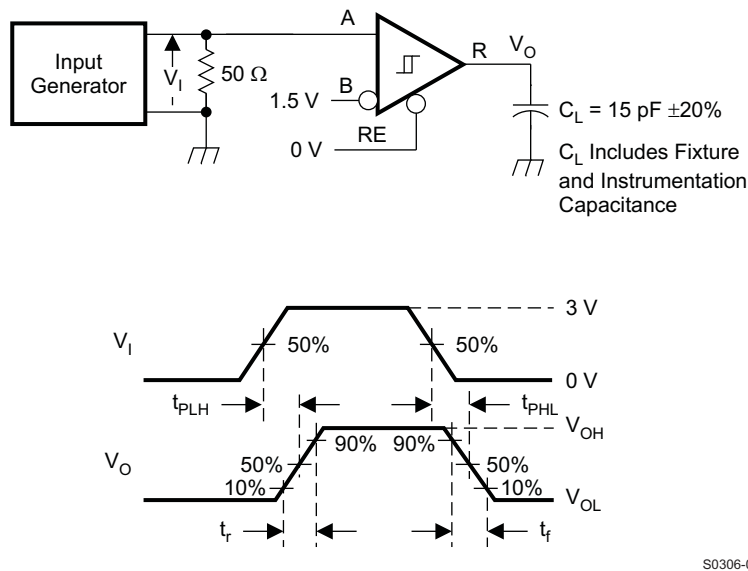 Input
Generator
V_I
50 Ω
A
B
1.5 V
0 V
RE
R
V_O
C_L = 15 pF ±20%
C_L Includes Fixture
and Instrumentation
Capacitance
3 V
V_I
50%
50%
0 V
t_PLH
t_PHL
V_OH
90%
90%
V_O
50%
50%
10%
10%
V_OL
t_r
t_f